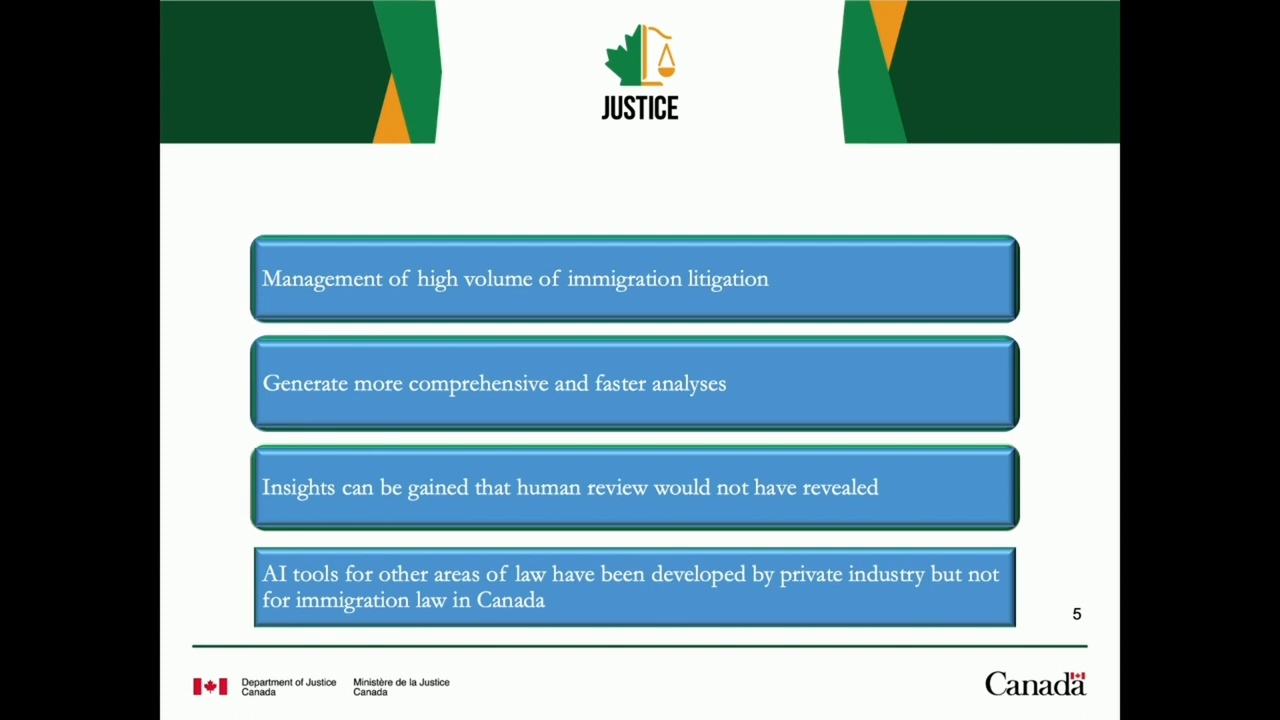 JUSTICE
Management of high volume of immigration litigation
Generate more comprehensive and faster analyses
Insights can be gained that human review would not have revealed
AI tools for other areas of law have been developed by private industry but not
for immigration law in Canada
5
Department of Justice
Canada
Ministère de la Justice
Canada
Canada